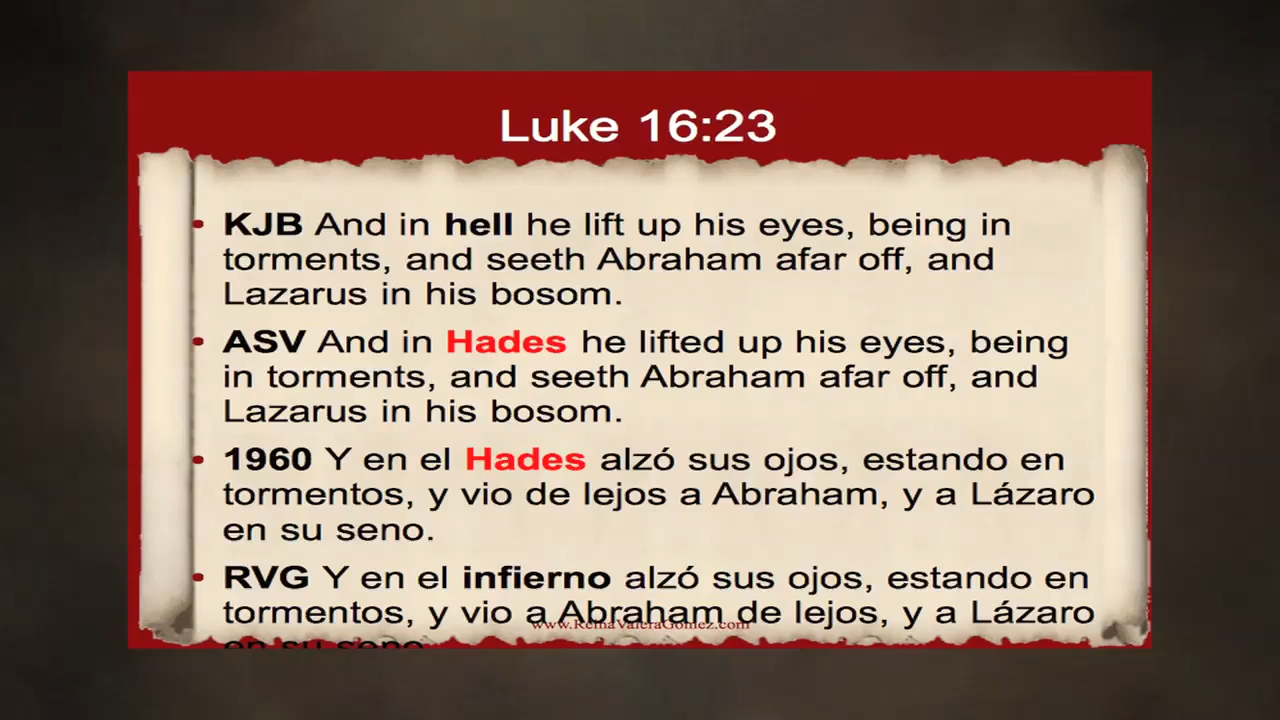 Luke 16:23
• KJB And in hell he lift up his eyes, being in
torments, and seeth Abraham afar off, and
Lazarus in his bosom.
• ASV And in Hades he lifted up his eyes, being
in torments, and seeth Abraham afar off, and
Lazarus in his bosom.
• 1960 Y en el Hades alzó sus ojos, estando en
tormentos, y vio de lejos a Abraham, y a Lázaro
en su seno.
• RVG Y en el infierno alzó sus ojos, estando en
tormentos, y vio a Abraham de lejos, y a Lázaro
www.ReinaValeraGomez.com
en su seno